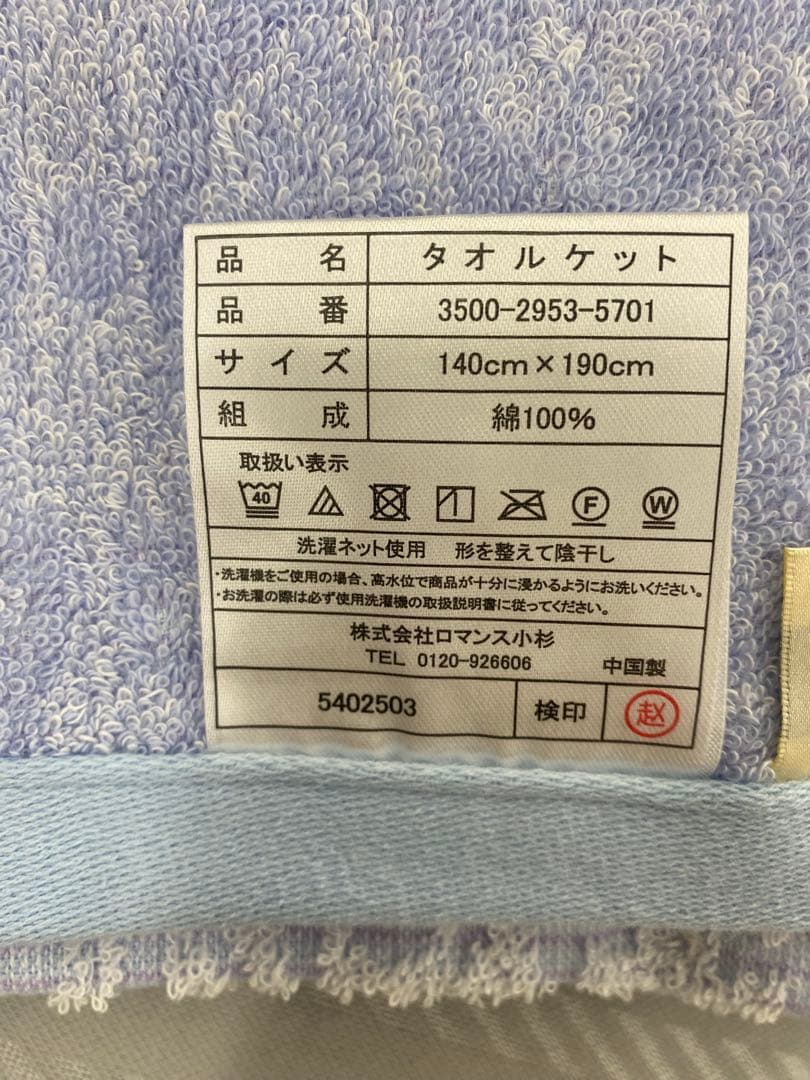 品名 タオルケット
品番 3500-2953-5701
サイズ 140cm×190cm
組成 綿100%
取扱い表示
40 F W
洗濯ネット使用 形を整えて陰干し
・洗濯機をご使用の場合、高水位で商品が十分に浸かるようにお洗いください。
・お洗濯の際は必ず使用洗濯機の取扱説明書に従ってください。
株式会社ロマンス小杉
TEL 0120-926606 中国製
5402503 検印 赵